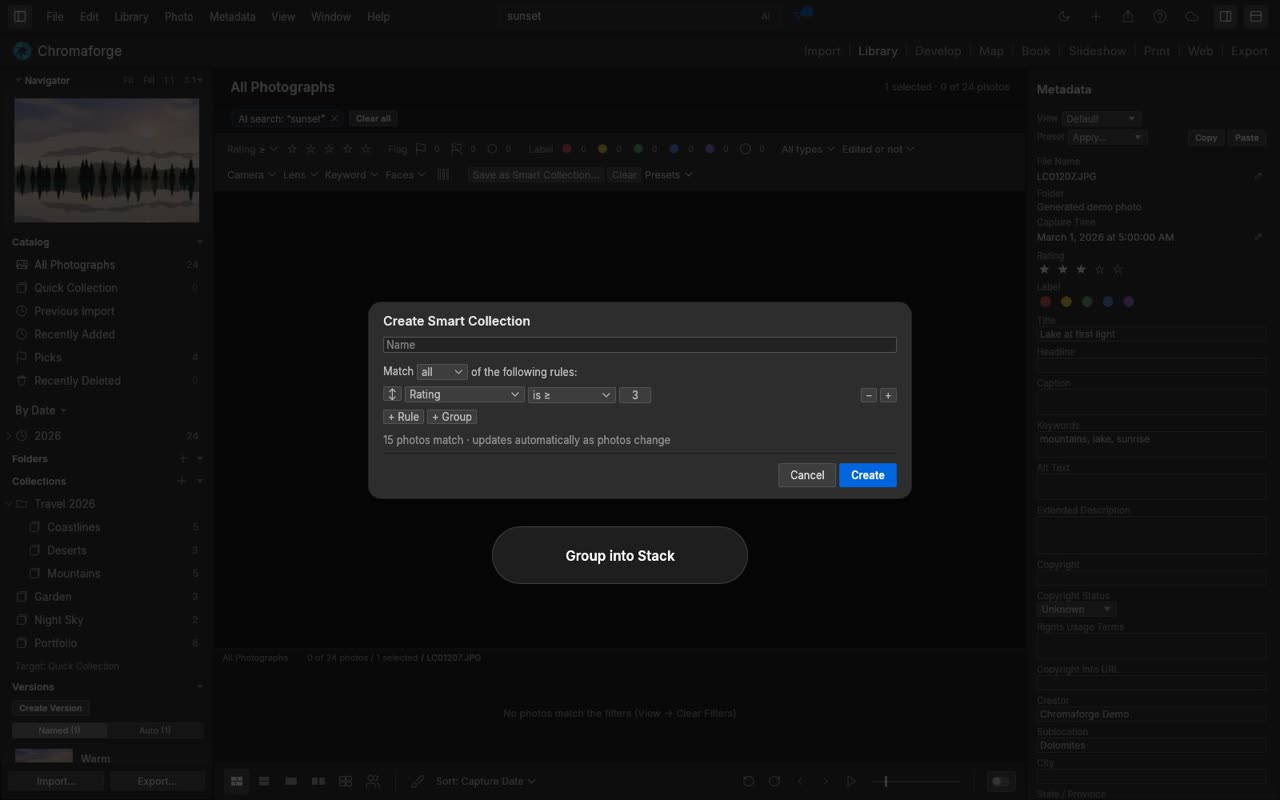 File Edit Library Photo Metadata View Window Help
sunset AI
Chromaforge
Import Library Develop Map Book Slideshow Print Web Export
Navigator Fit Fill 1:1 3:1
All Photographs
1 selected · 0 of 24 photos
AI search: "sunset" Clear all
Rating ≥ Flag 0 0 0 Label 0 0 0 0 0 0 All types Edited or not
Camera Lens Keyword Faces Save as Smart Collection... Clear Presets
Catalog
All Photographs 24
Quick Collection 0
Previous Import
Recently Added
Picks 4
Recently Deleted 0
By Date
2026 24
Folders
Collections
Travel 2026
Coastlines 5
Deserts 3
Mountains 5
Garden 3
Night Sky 2
Portfolio 8
Target: Quick Collection
Versions
Create Version
Named (1) Auto (1)
Warm
Import... Export...
Create Smart Collection
Name
Match all of the following rules:
Rating is ≥ 3 − +
+ Rule + Group
15 photos match · updates automatically as photos change
Cancel Create
Group into Stack
All Photographs 0 of 24 photos / 1 selected / LC01207.JPG
No photos match the filters (View → Clear Filters)
Sort: Capture Date
Metadata
View Default
Preset Apply... Copy Paste
File Name
LC01207.JPG
Folder
Generated demo photo
Capture Time
March 1, 2026 at 5:00:00 AM
Rating
Label
Title
Lake at first light
Headline
Caption
Keywords
mountains, lake, sunrise
Alt Text
Extended Description
Copyright
Copyright Status
Unknown
Rights Usage Terms
Copyright Info URL
Creator
Chromaforge Demo
Sublocation
Dolomites
City
State / Province